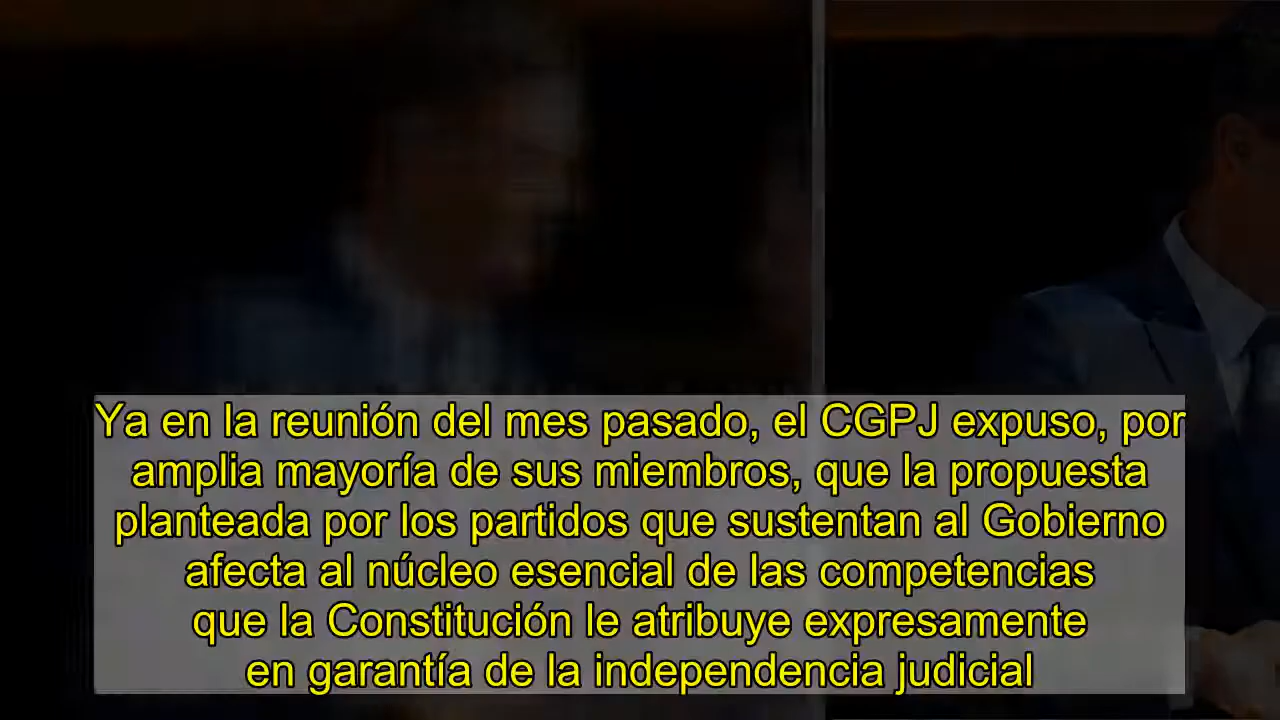 Ya en la reunión del mes pasado, el CGPJ expuso, por
amplia mayoría de sus miembros, que la propuesta
planteada por los partidos que sustentan al Gobierno
afecta al núcleo esencial de las competencias
que la Constitución le atribuye expresamente
en garantía de la independencia judicial